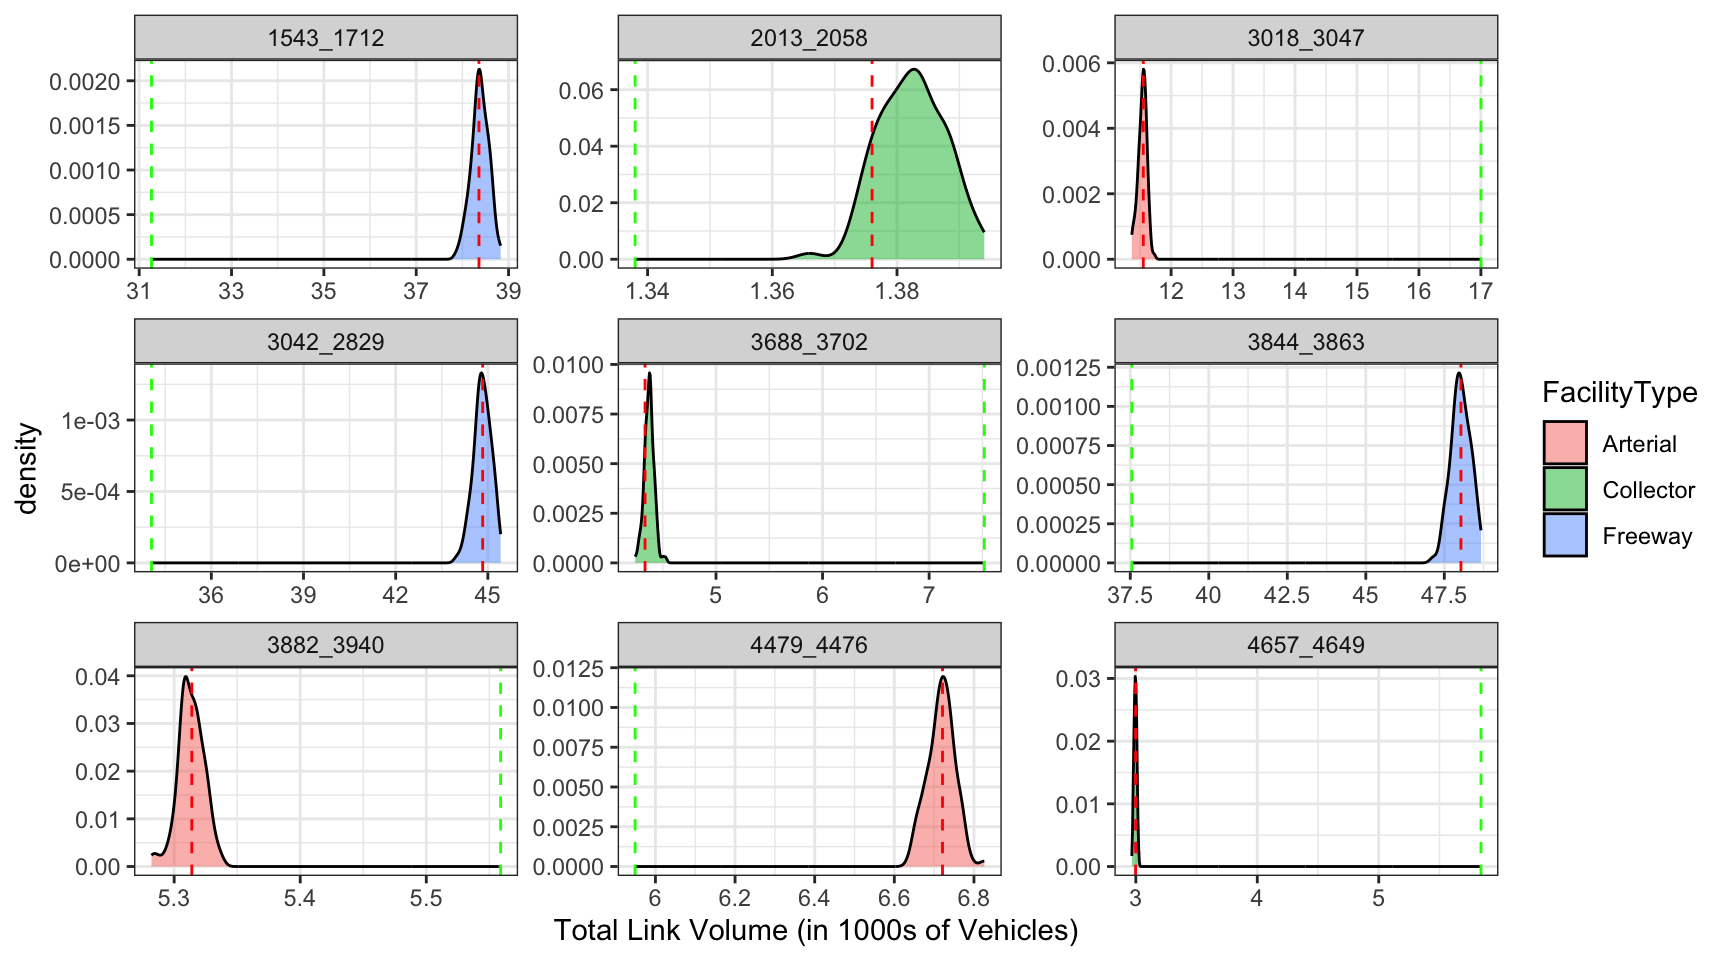 1543_1712
2013_2058
3018_3047
0.0020
0.0015
0.0010
0.0005
0.0000
31 33 35 37 39
0.06
0.04
0.02
0.00
1.34 1.36 1.38
0.006
0.004
0.002
0.000
12 13 14 15 16 17
3042_2829
3688_3702
3844_3863
1e-03
5e-04
0e+00
36 39 42 45
0.0100
0.0075
0.0050
0.0025
0.0000
5 6 7
0.00125
0.00100
0.00075
0.00050
0.00025
0.00000
37.5 40 42.5 45 47.5
3882_3940
4479_4476
4657_4649
0.04
0.03
0.02
0.01
0.00
5.3 5.4 5.5
0.0125
0.0100
0.0075
0.0050
0.0025
0.0000
6 6.2 6.4 6.6 6.8
0.03
0.02
0.01
0.00
3 4 5
density
Total Link Volume (in 1000s of Vehicles)
FacilityType
Arterial
Collector
Freeway